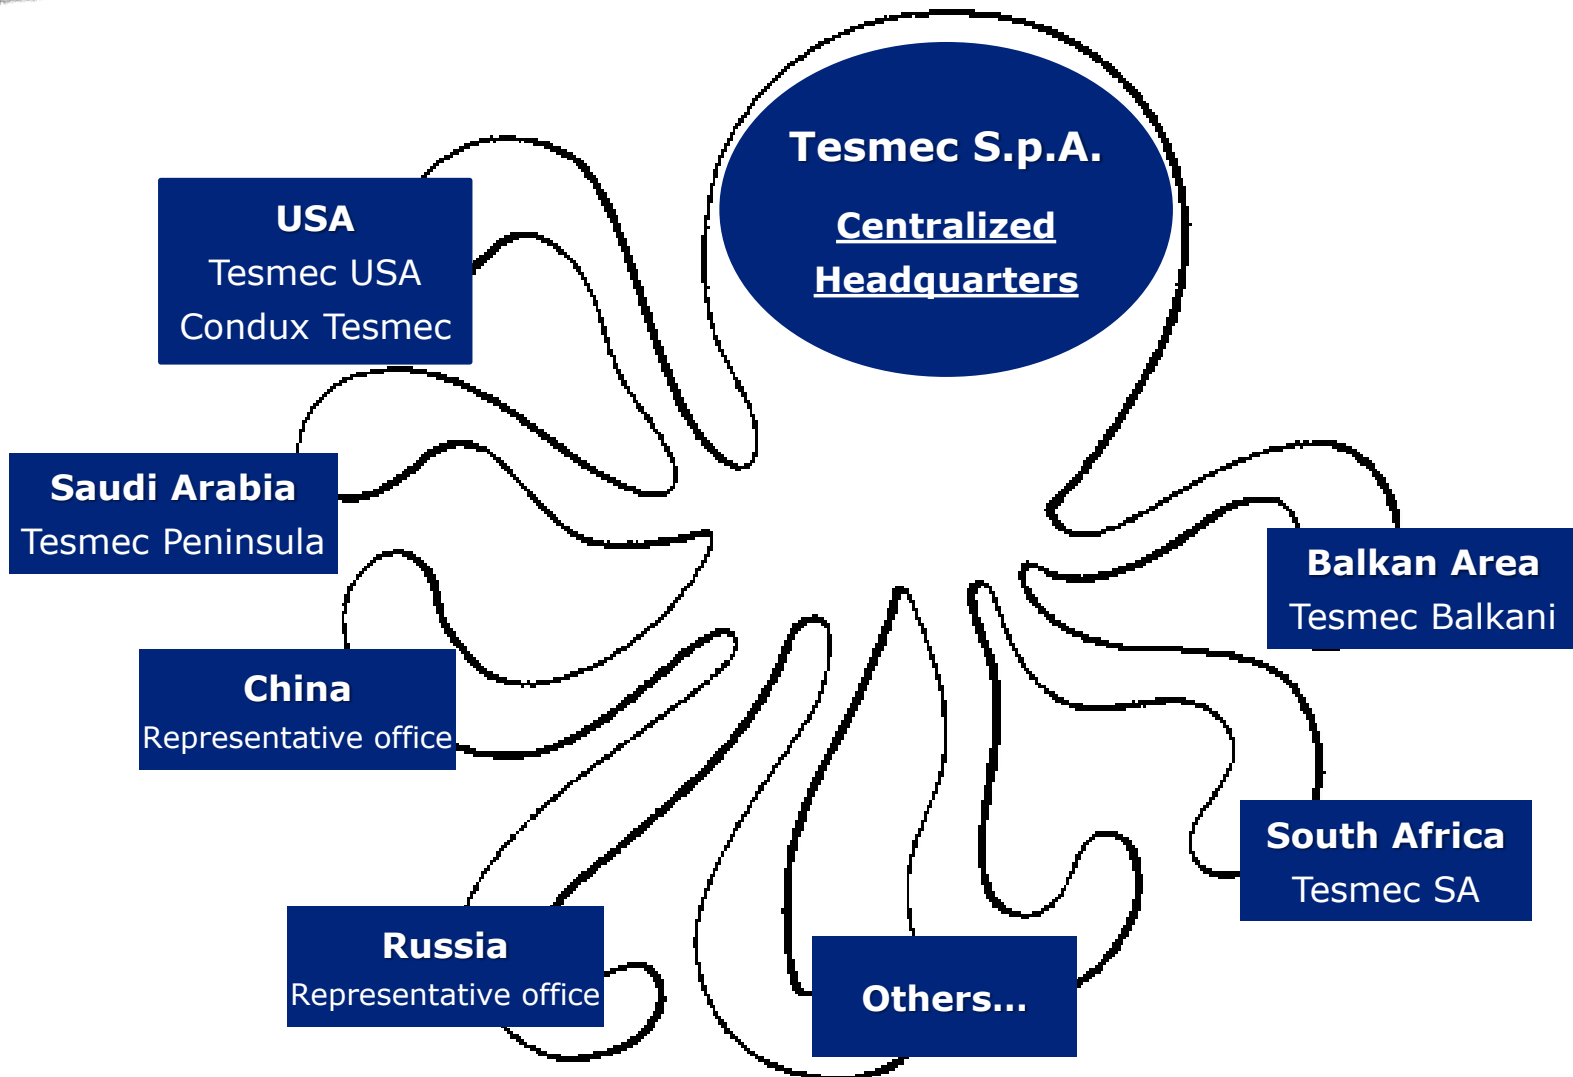 Tesmec S.p.A.
Centralized
Headquarters
USA
Tesmec USA
Condux Tesmec
Saudi Arabia
Tesmec Peninsula
China
Representative office
Russia
Representative office
Others...
South Africa
Tesmec SA
Balkan Area
Tesmec Balkani